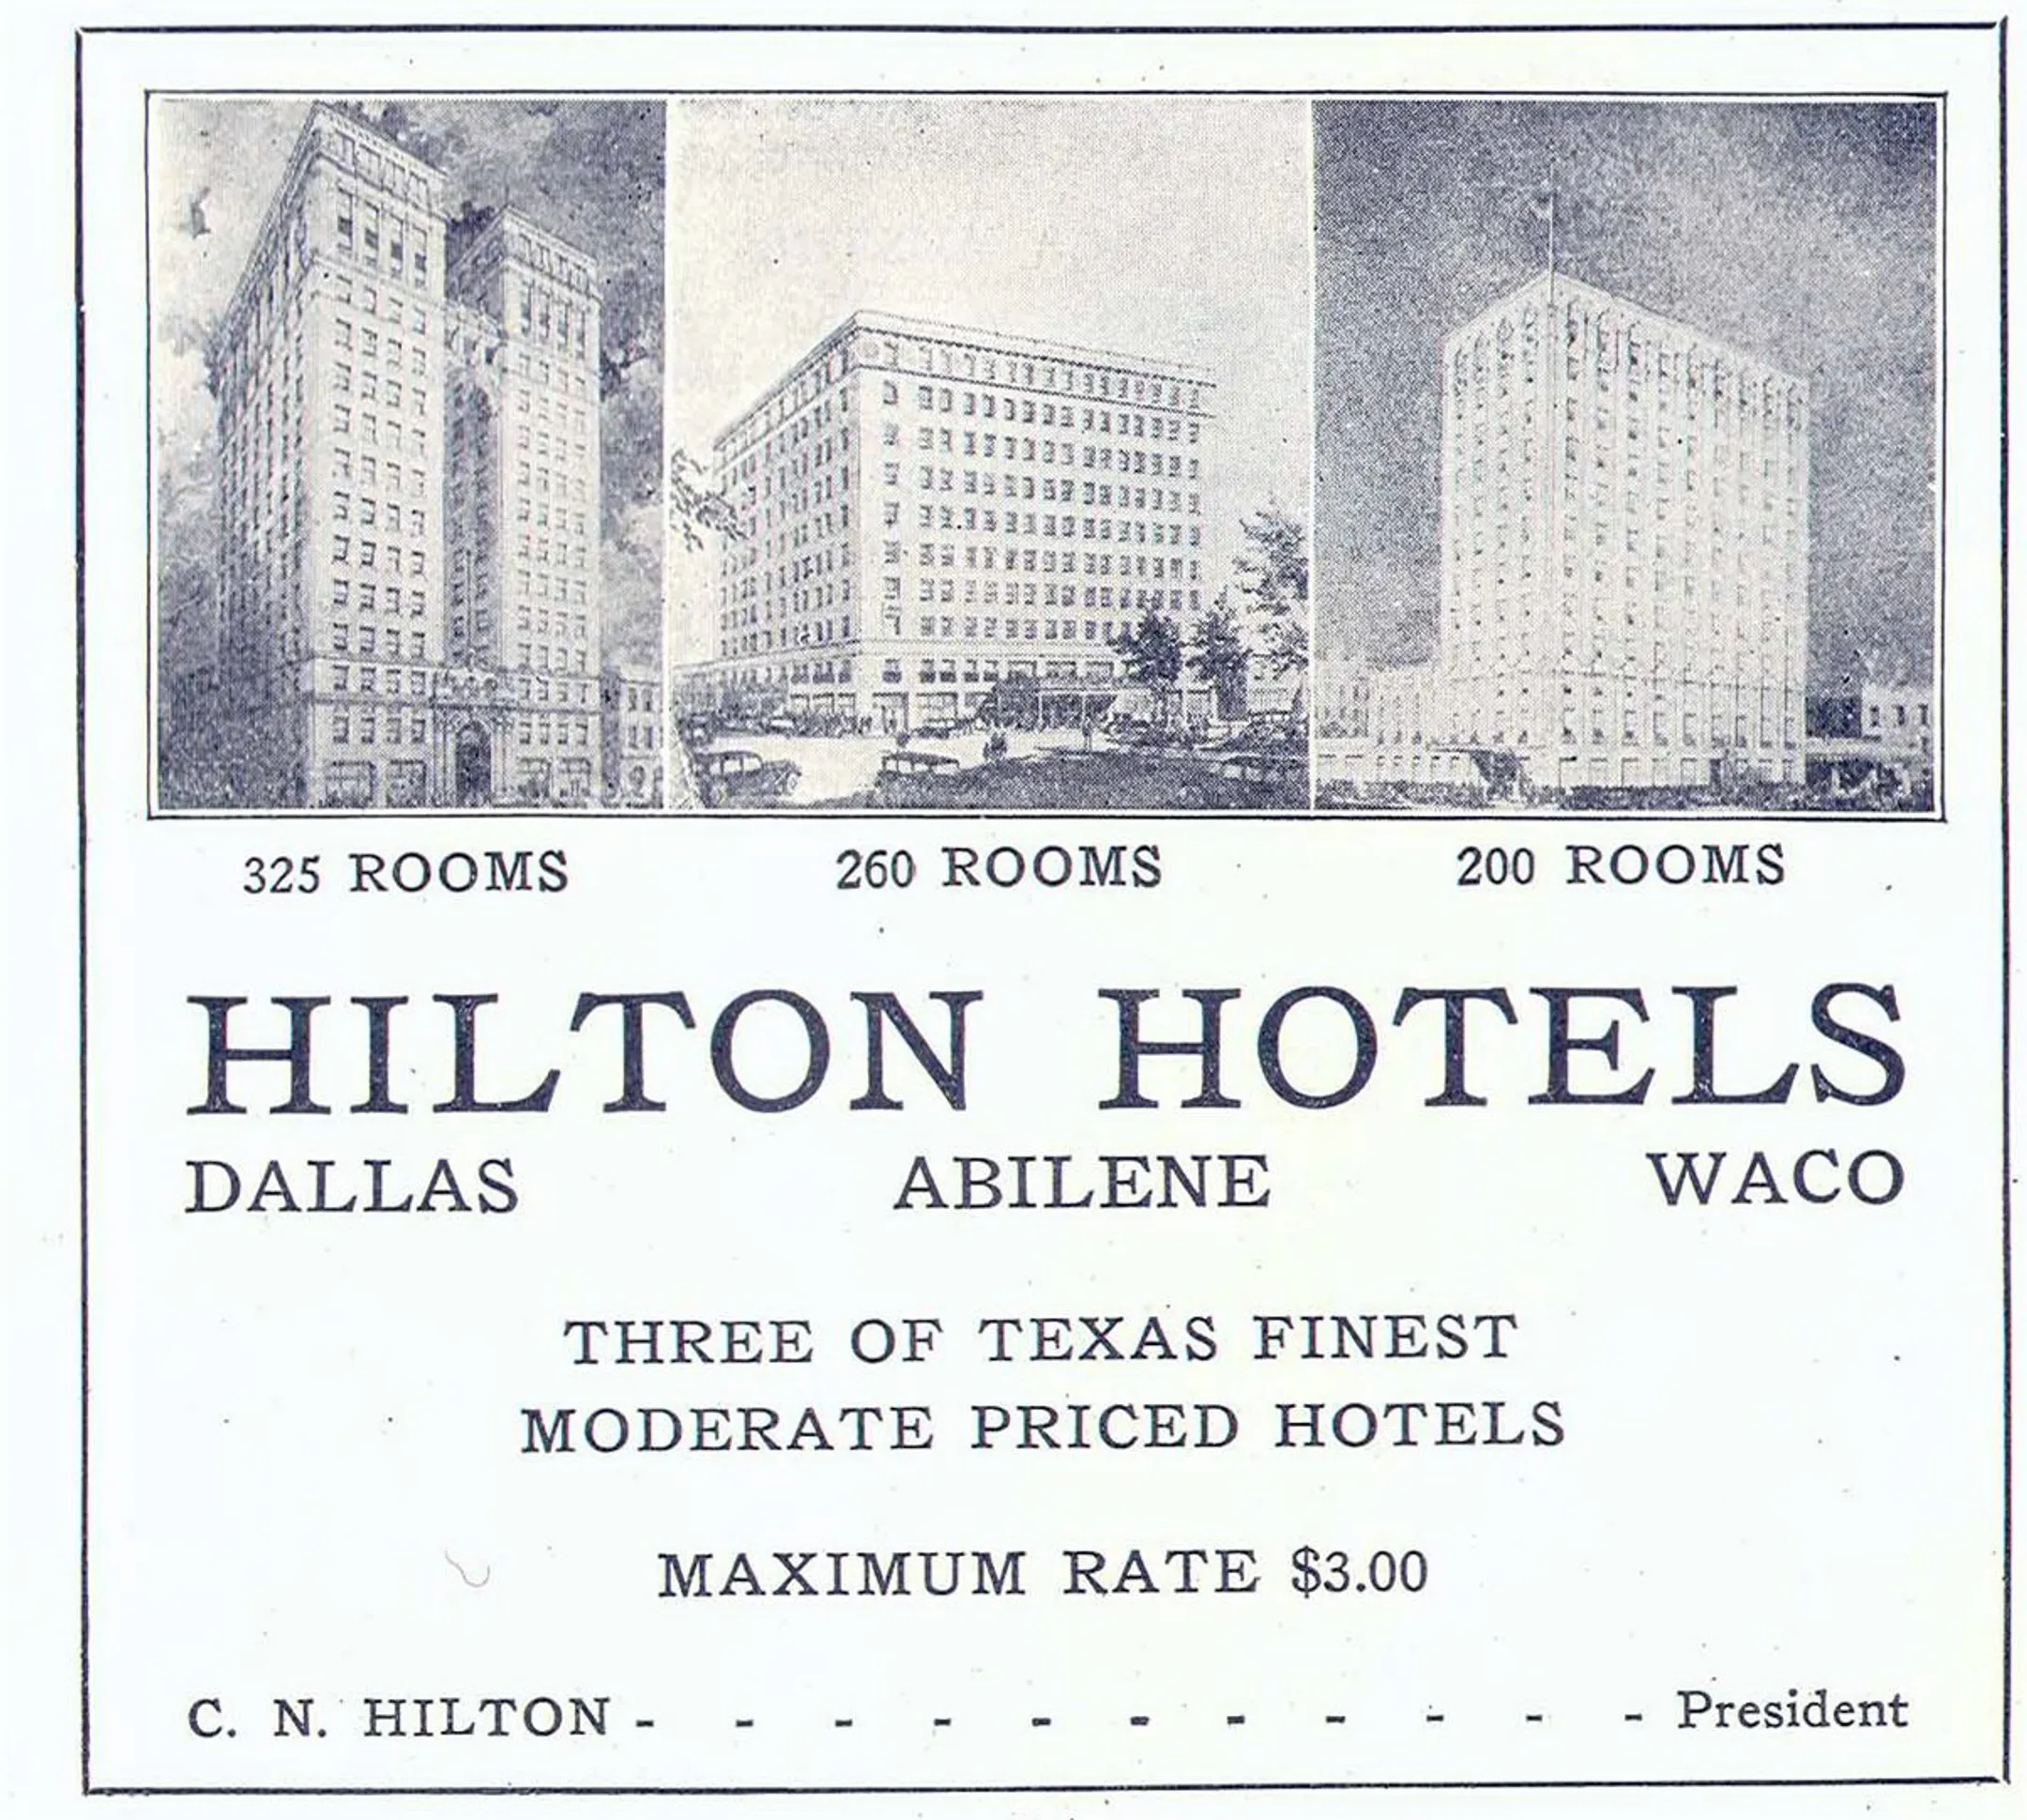 325 ROOMS 260 ROOMS 200 ROOMS
HILTON HOTELS
DALLAS ABILENE WACO
THREE OF TEXAS FINEST
MODERATE PRICED HOTELS
MAXIMUM RATE $3.00
C. N. HILTON - - - - - - - - - - - President